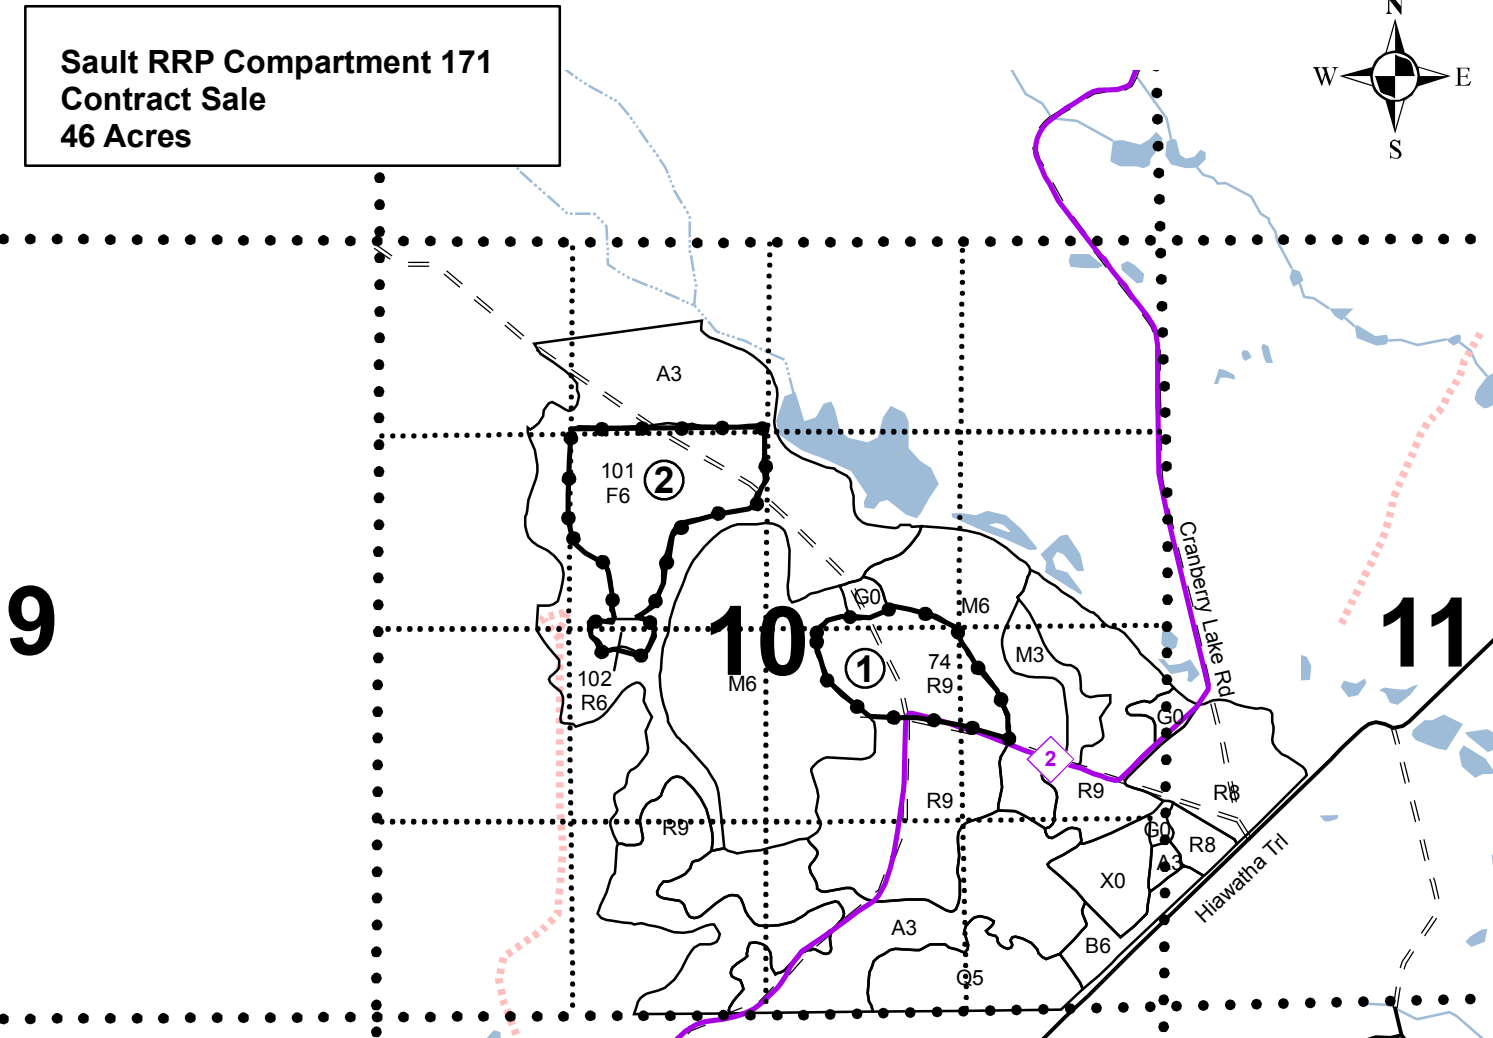 Sault RRP Compartment 171
Contract Sale
46 Acres
N
W
E
S
A3
101
F6
2
Cranberry Lake Rd
9
10
11
G0
M6
1
74
R9
M3
102
R6
M6
G0
2
R9
R9
R8
R9
G0
R8
A3
X0
Hiawatha Trl
A3
B6
Q5